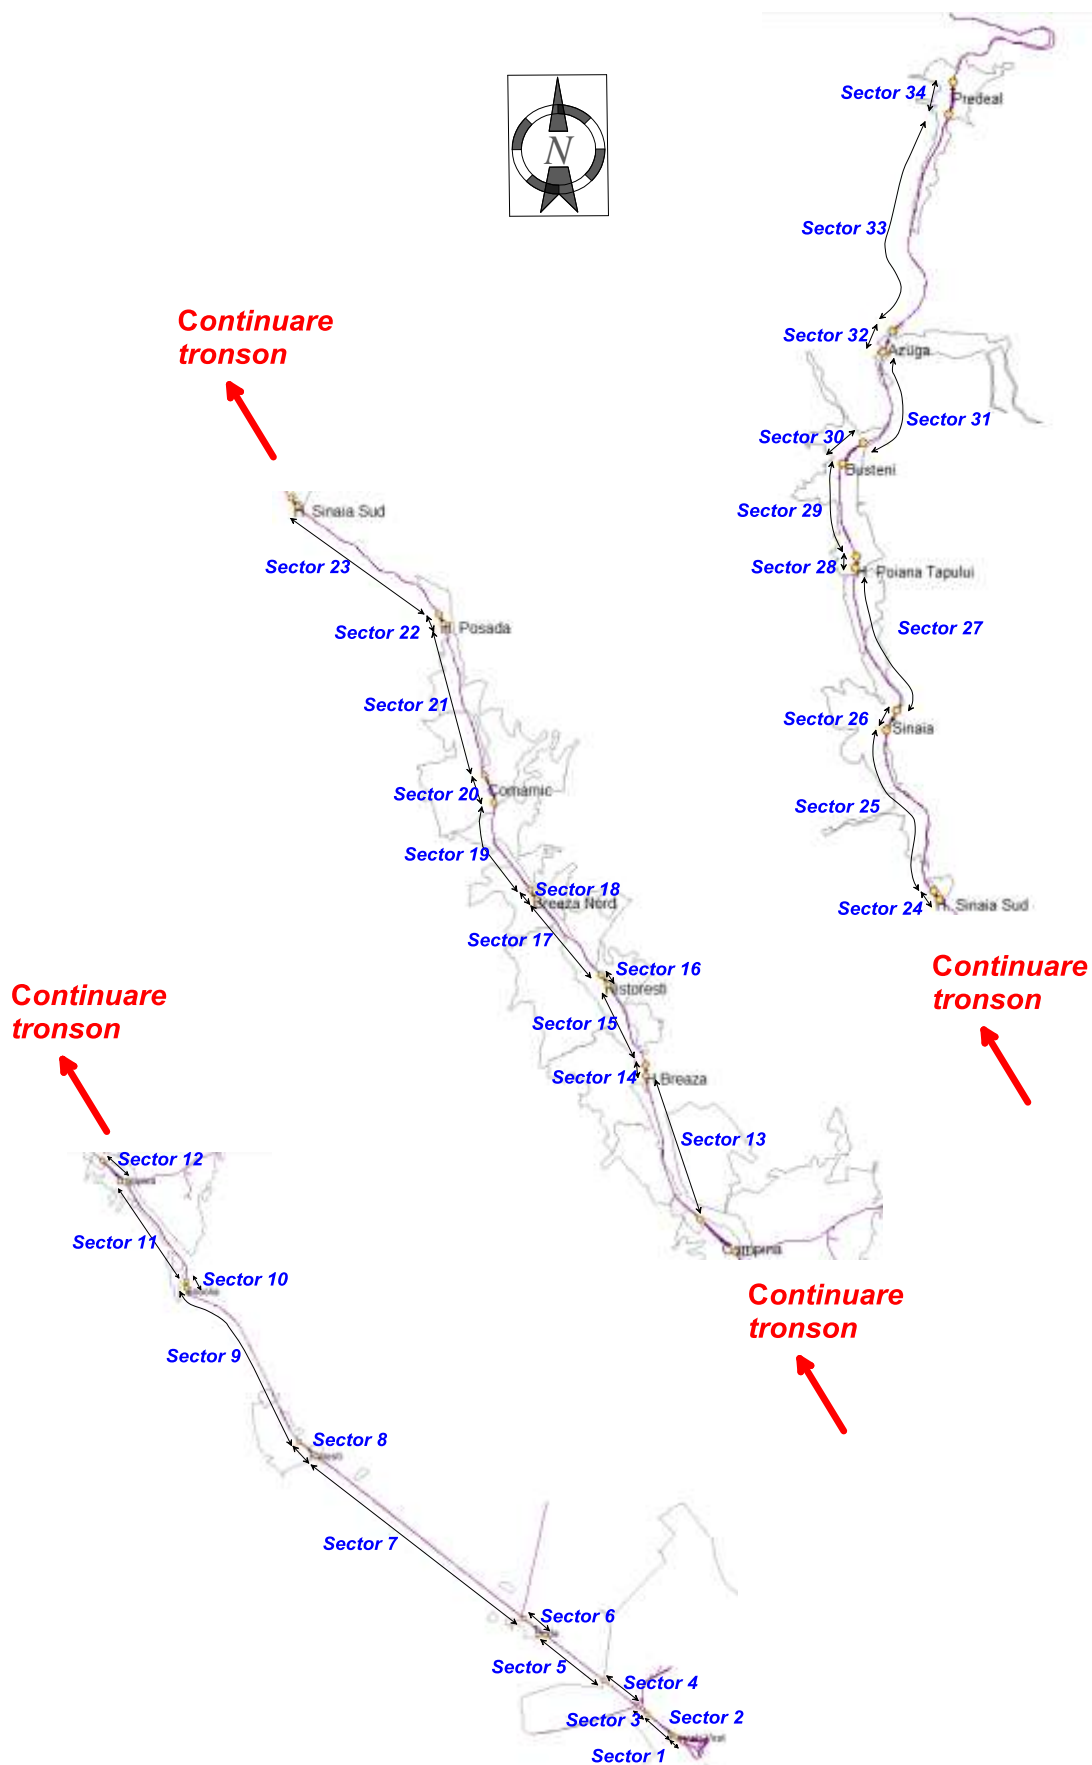 N
Sector 34
Predeal
Sector 33
Sector 32
Azuga
Sector 31
Sector 30
Busteni
Sector 29
Sector 28
H. Poiana Tapului
Sector 27
Sector 26
Sinaia
Sector 25
Sector 24
H. Sinaia Sud
Continuare
tronson
Continuare
tronson
H. Sinaia Sud
Sector 23
Sector 22
H. Posada
Sector 21
Sector 20
Comarnic
Sector 19
Sector 18
Breaza Nord
Sector 17
Sector 16
Nistoresti
Sector 15
Sector 14
H Breaza
Sector 13
Campina
Continuare
tronson
Continuare
tronson
Sector 12
Sector 11
Sector 10
Sector 9
Sector 8
Sector 7
Sector 6
Sector 5
Sector 4
Sector 3
Sector 2
Sector 1